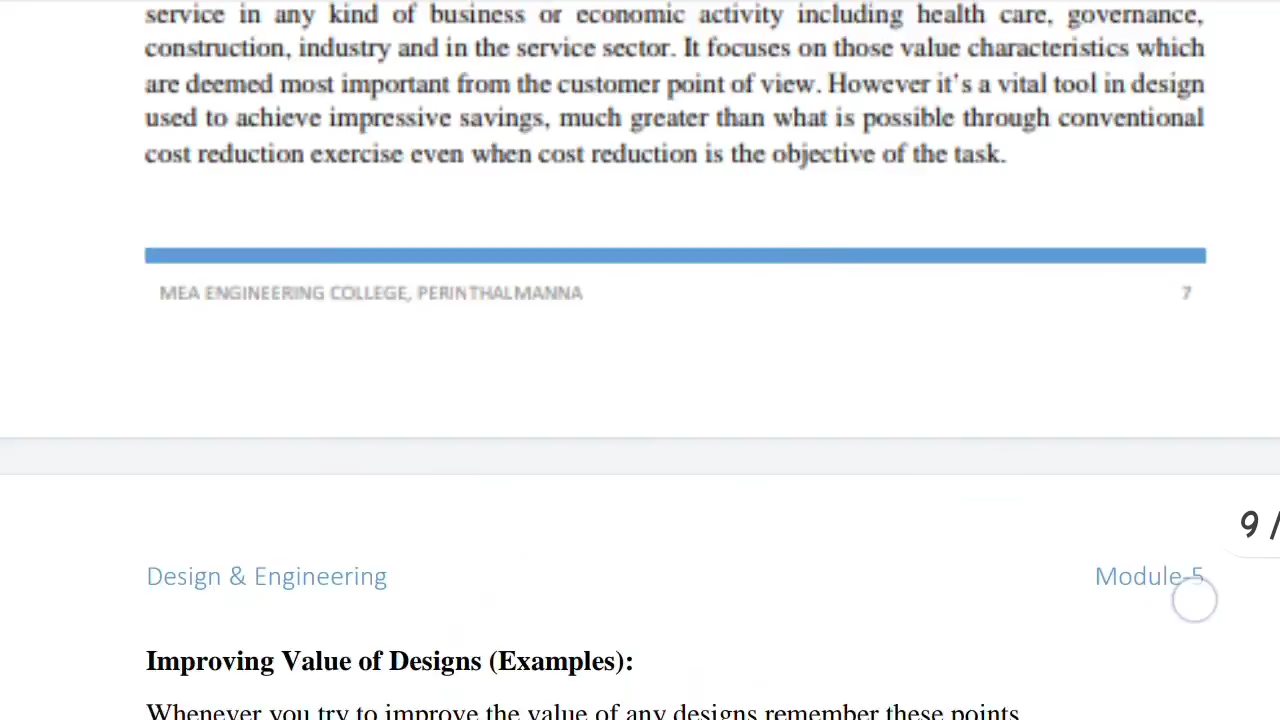 service in any kind of business or economic activity including health care, governance,
construction, industry and in the service sector. It focuses on those value characteristics which
are deemed most important from the customer point of view. However it's a vital tool in design
used to achieve impressive savings, much greater than what is possible through conventional
cost reduction exercise even when cost reduction is the objective of the task.
MEA ENGINEERING COLLEGE, PERINTHALMANNA 7
9 /
Design & Engineering Module-5
Improving Value of Designs (Examples):
Whenever you try to improve the value of any designs remember these points